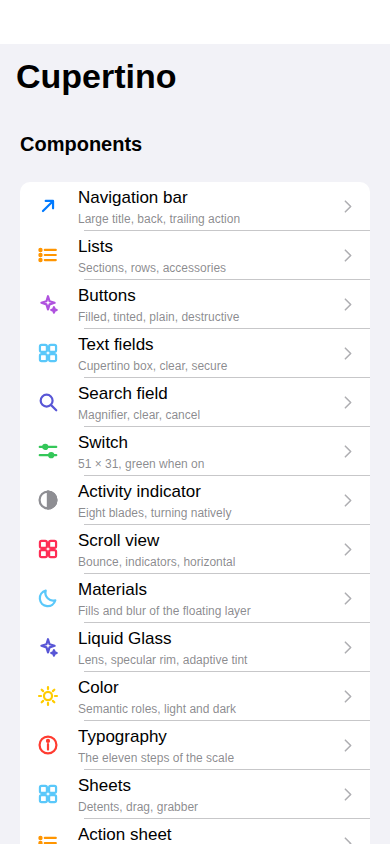 Cupertino
Components
Navigation bar
Large title, back, trailing action
Lists
Sections, rows, accessories
Buttons
Filled, tinted, plain, destructive
Text fields
Cupertino box, clear, secure
Search field
Magnifier, clear, cancel
Switch
51 × 31, green when on
Activity indicator
Eight blades, turning natively
Scroll view
Bounce, indicators, horizontal
Materials
Fills and blur of the floating layer
Liquid Glass
Lens, specular rim, adaptive tint
Color
Semantic roles, light and dark
Typography
The eleven steps of the scale
Sheets
Detents, drag, grabber
Action sheet